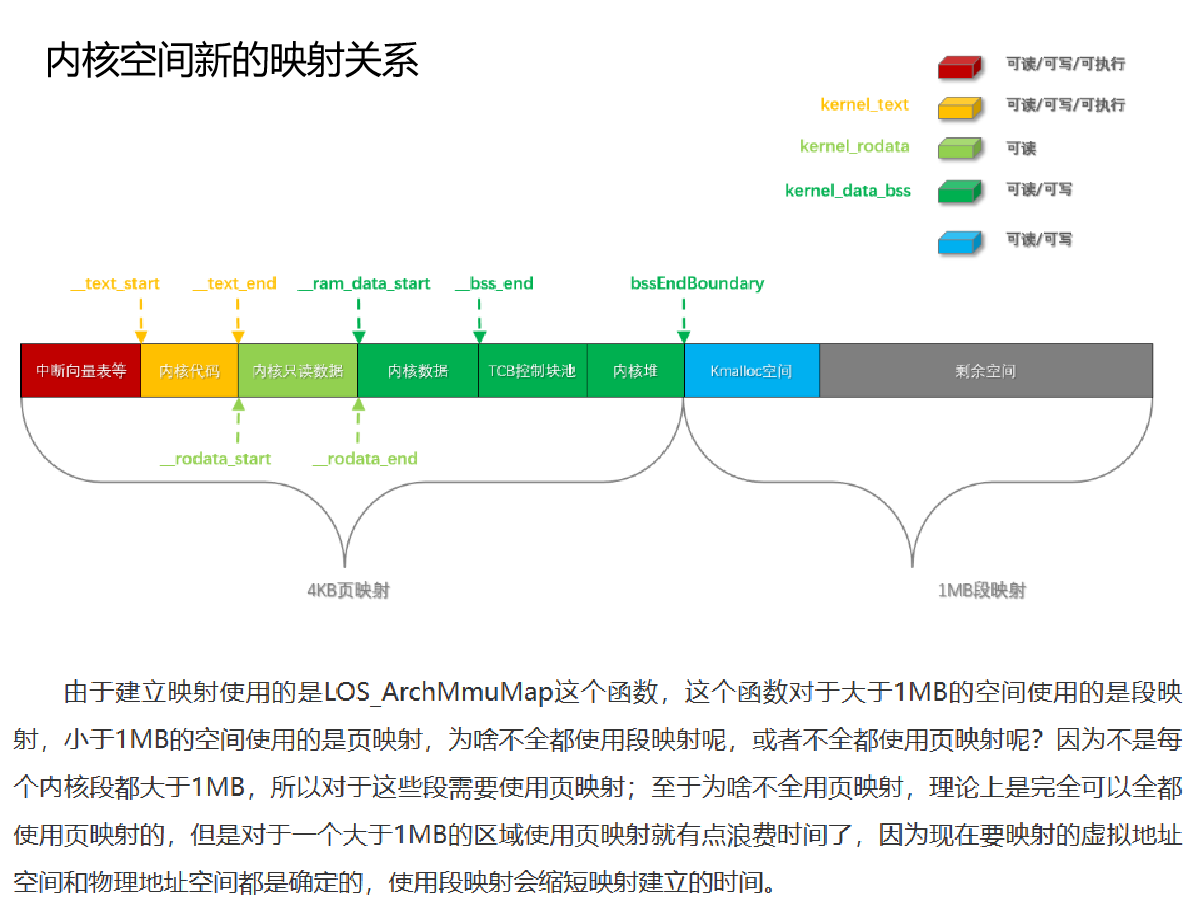 内核空间新的映射关系
可读/可写/可执行
kernel_text 可读/可写/可执行
kernel_rodata 可读
kernel_data_bss 可读/可写
可读/可写
__text_start __text_end __ram_data_start __bss_end bssEndBoundary
中断向量表等 内核代码 内核只读数据 内核数据 TCB控制块池 内核堆 Kmalloc空间 剩余空间
__rodata_start __rodata_end
4KB页映射 1MB段映射
由于建立映射使用的是LOS_ArchMmuMap这个函数，这个函数对于大于1MB的空间使用的是段映
射，小于1MB的空间使用的是页映射，为啥不全都使用段映射呢，或者不全都使用页映射呢？因为不是每
个内核段都大于1MB，所以对于这些段需要使用页映射；至于为啥不全用页映射，理论上是完全可以全都
使用页映射的，但是对于一个大于1MB的区域使用页映射就有点浪费时间了，因为现在要映射的虚拟地址
空间和物理地址空间都是确定的，使用段映射会缩短映射建立的时间。